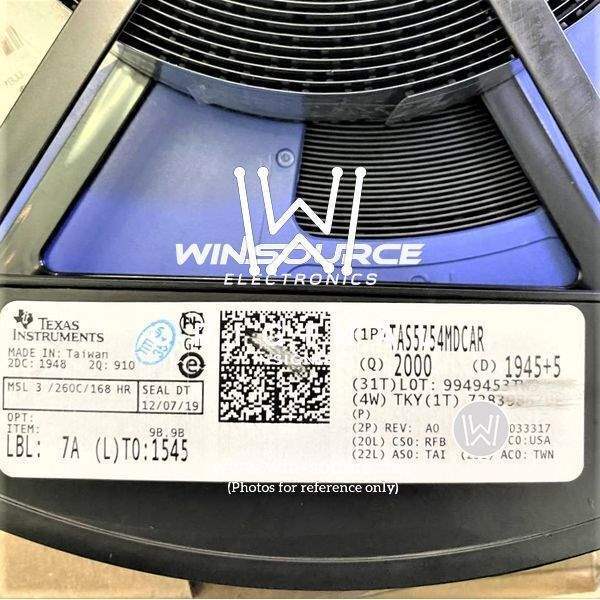 WINSOURCE
ELECTRONICS
TEXAS
INSTRUMENTS
MADE IN: Taiwan
2DC: 1948 2Q: 910
MSL 3 /260C/168 HR
SEAL DT
12/07/19
OPT:
ITEM:
9B.9B
LBL: 7A (L)TO:1545
G4
e
(1P) TAS5754MDCAR
(Q) 2000 (D) 1945+5
(31T)LOT:
(4W) TKY(1T)
(P)
(2P) REV: A0 033317
(20L) CSO: RFB CO:USA
(22L) ASO: TAI ACO: TWN
W
(Photos for reference only)